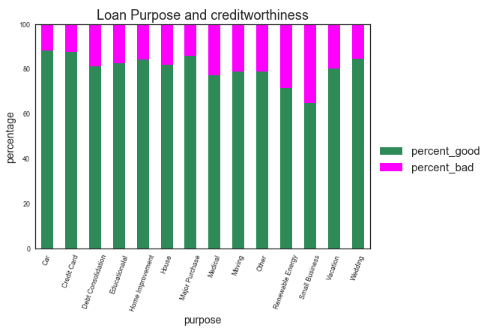 Loan Purpose and creditworthiness
100
80
60
40
20
0
percentage
Car
Credit Card
Debt Consolidation
Educational
Home Improvement
House
Major Purchase
Medical
Moving
Other
Renewable Energy
Small Business
Vacation
Wedding
purpose
percent_good
percent_bad